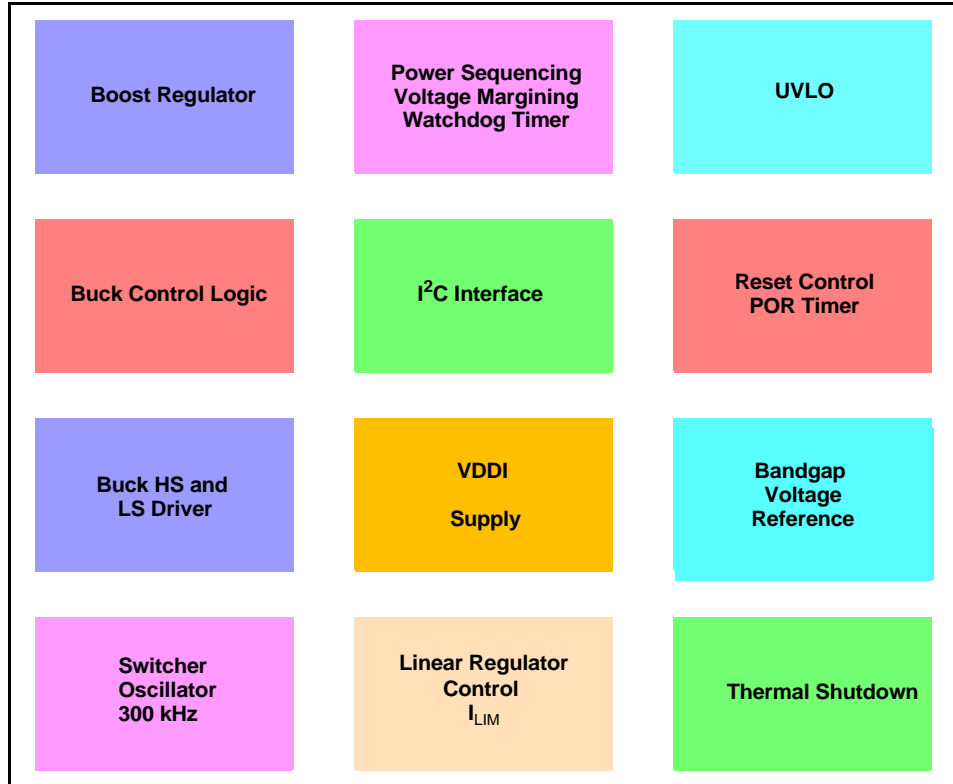 Boost Regulator
Power Sequencing
Voltage Margining
Watchdog Timer
UVLO
Buck Control Logic
I²C Interface
Reset Control
POR Timer
Buck HS and
LS Driver
VDDI
Supply
Bandgap
Voltage
Reference
Switcher
Oscillator
300 kHz
Linear Regulator
Control
I_LIM
Thermal Shutdown